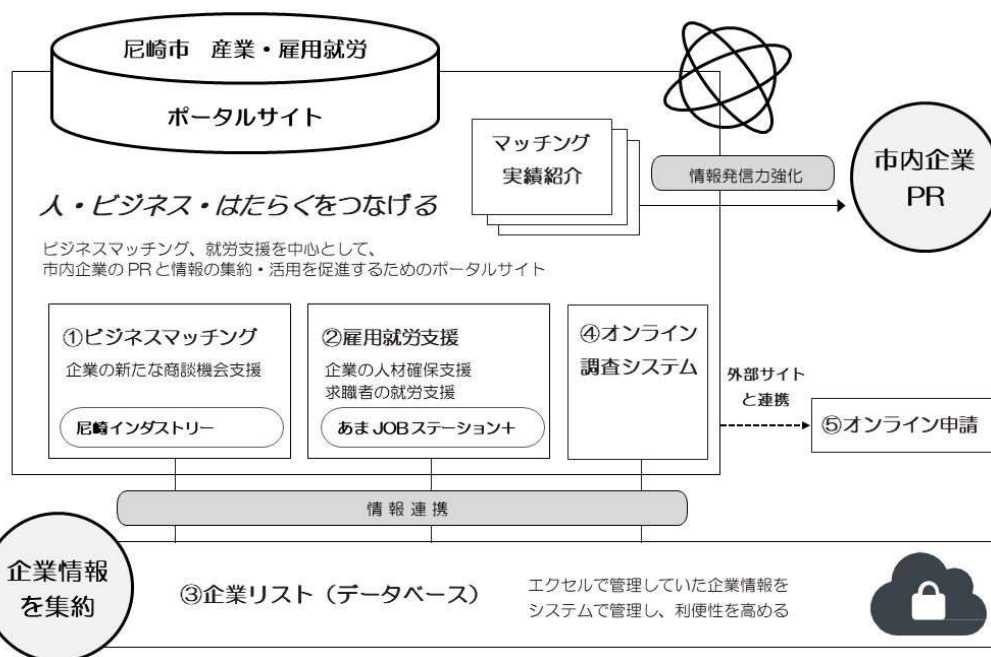 尼崎市 産業・雇用就労
ポータルサイト
マッチング
実績紹介
情報発信力強化
市内企業
PR
人・ビジネス・はたらくをつなげる
ビジネスマッチング、就労支援を中心として、
市内企業のPRと情報の集約・活用を促進するためのポータルサイト
①ビジネスマッチング
企業の新たな商談機会支援
尼崎インダストリー
②雇用就労支援
企業の人材確保支援
求職者の就労支援
あまJOBステーション＋
④オンライン
調査システム
外部サイト
と連携
⑤オンライン申請
情報連携
企業情報
を集約
③企業リスト（データベース）
エクセルで管理していた企業情報を
システムで管理し、利便性を高める